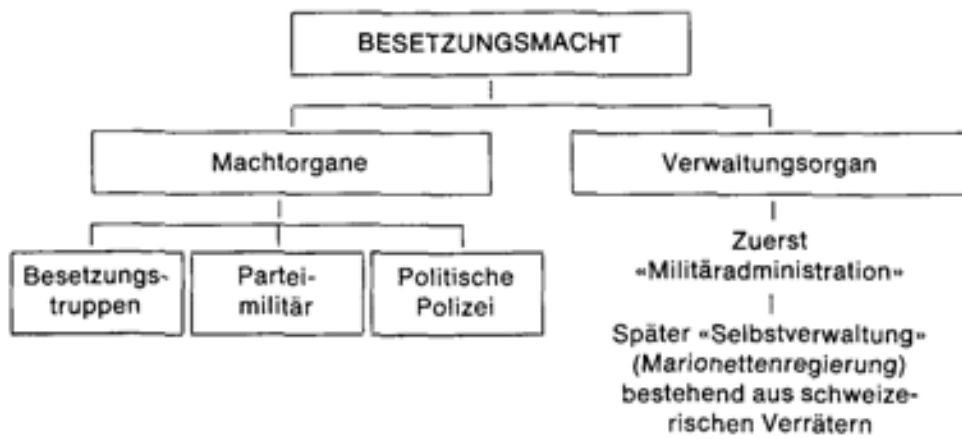 BESETZUNGSMACHT
Machtorgane
Verwaltungsorgan
Besetzungs-
truppen
Partei-
militär
Politische
Polizei
Zuerst
«Militäradministration»
Später «Selbstverwaltung»
(Marionettenregierung)
bestehend aus schweize-
rischen Verrätern